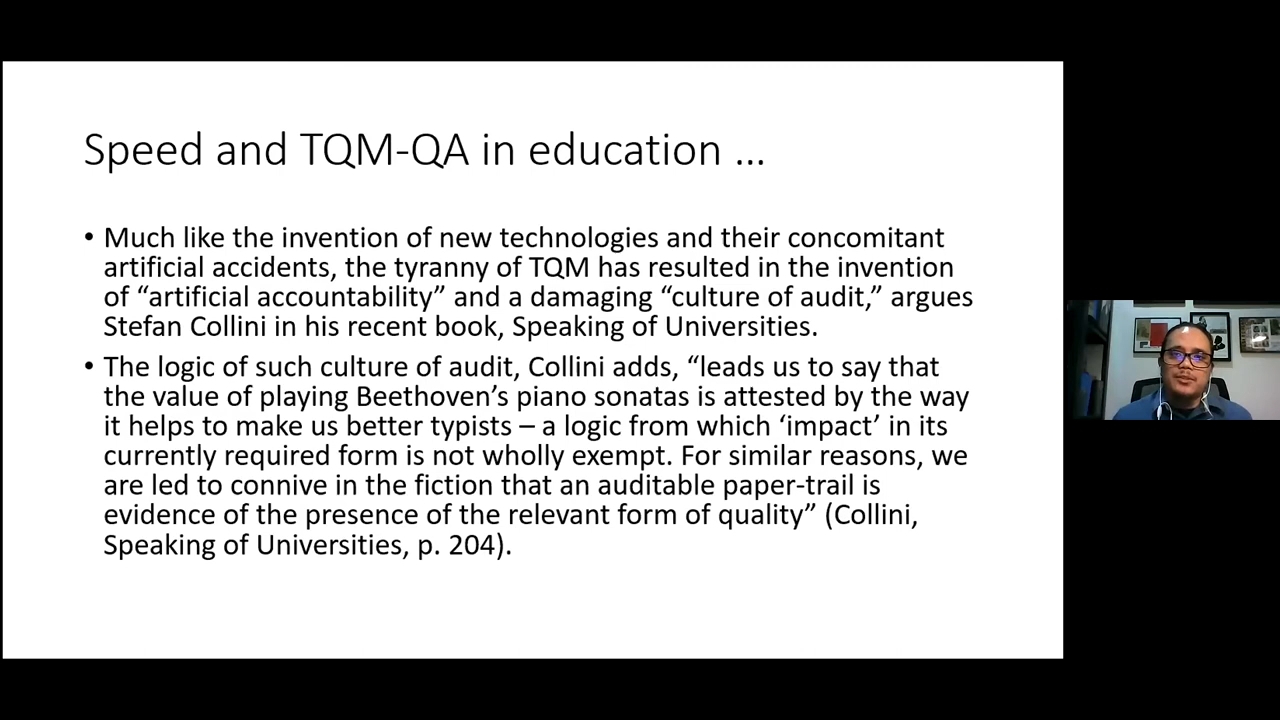 Speed and TQM-QA in education ...
• Much like the invention of new technologies and their concomitant
artificial accidents, the tyranny of TQM has resulted in the invention
of “artificial accountability” and a damaging “culture of audit,” argues
Stefan Collini in his recent book, Speaking of Universities.
• The logic of such culture of audit, Collini adds, “leads us to say that
the value of playing Beethoven’s piano sonatas is attested by the way
it helps to make us better typists – a logic from which ‘impact’ in its
currently required form is not wholly exempt. For similar reasons, we
are led to connive in the fiction that an auditable paper-trail is
evidence of the presence of the relevant form of quality” (Collini,
Speaking of Universities, p. 204).